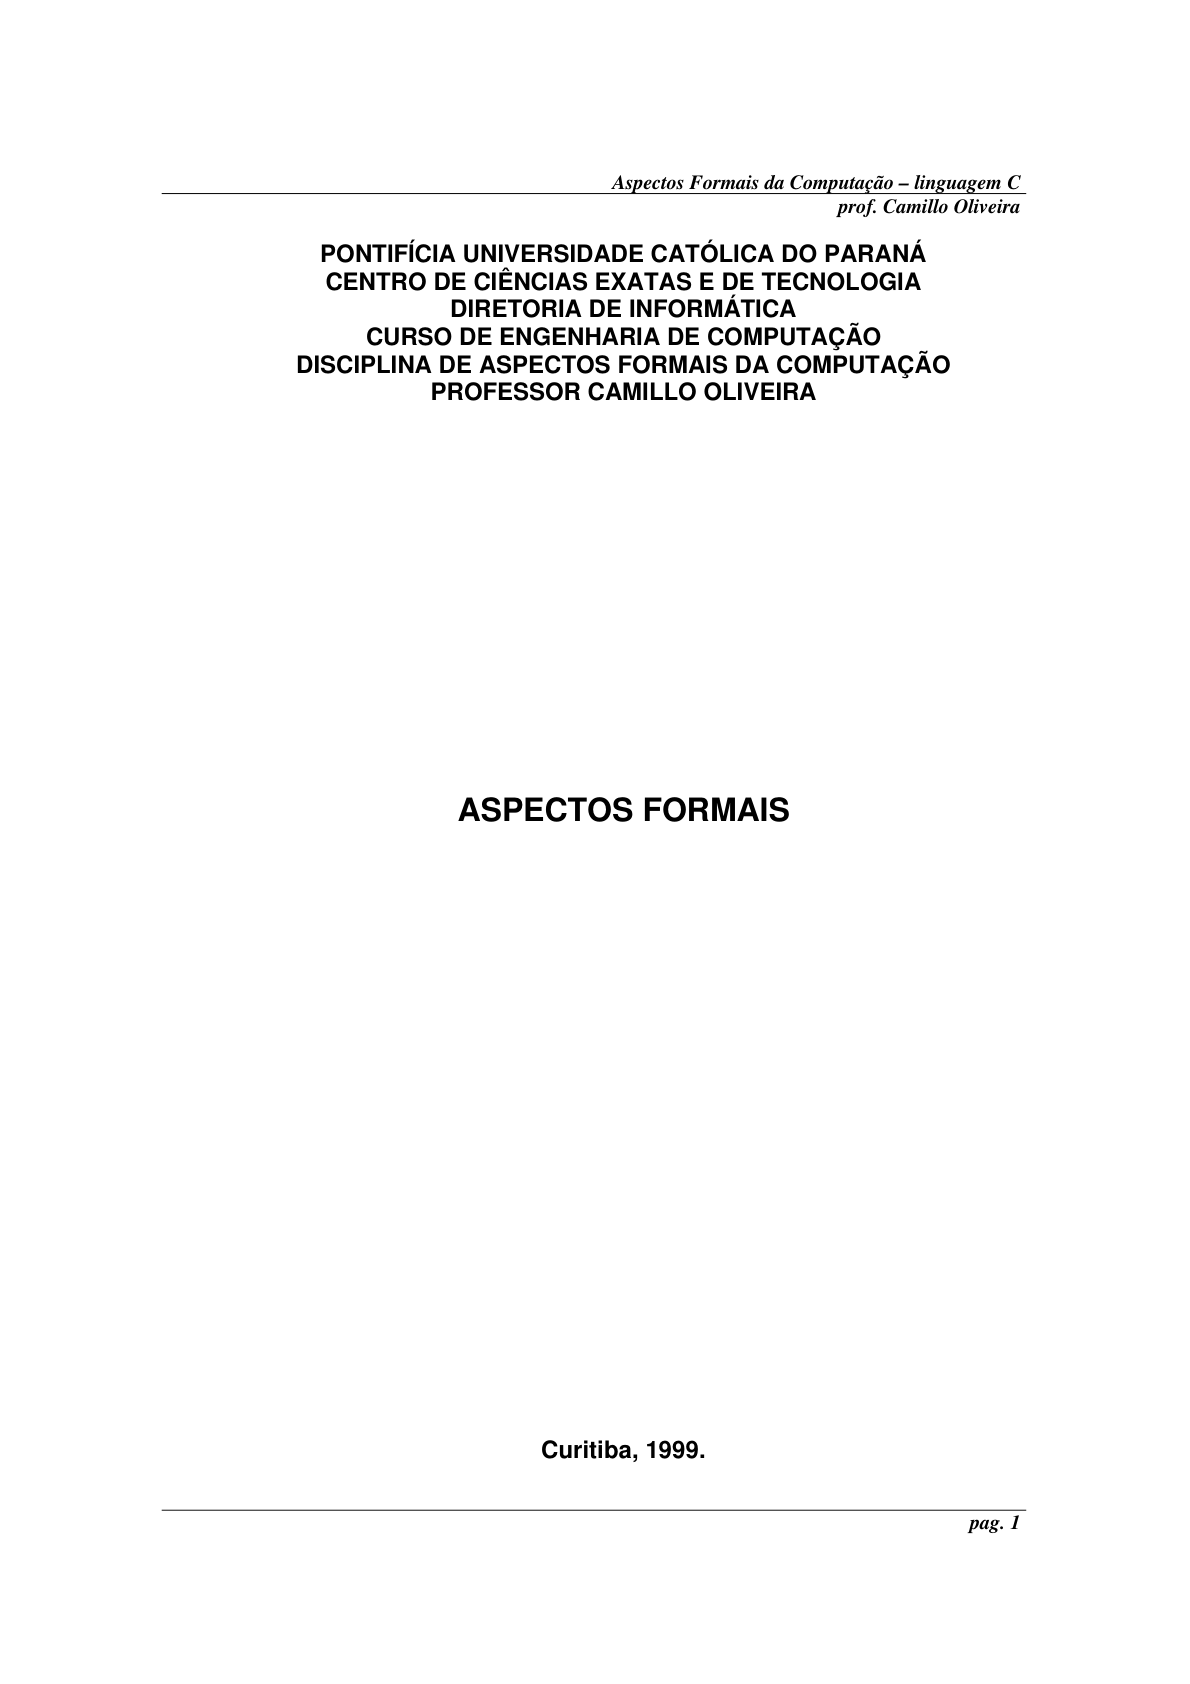 Aspectos Formais da Computação – linguagem C
prof. Camillo Oliveira
PONTIFÍCIA UNIVERSIDADE CATÓLICA DO PARANÁ
CENTRO DE CIÊNCIAS EXATAS E DE TECNOLOGIA
DIRETORIA DE INFORMÁTICA
CURSO DE ENGENHARIA DE COMPUTAÇÃO
DISCIPLINA DE ASPECTOS FORMAIS DA COMPUTAÇÃO
PROFESSOR CAMILLO OLIVEIRA
ASPECTOS FORMAIS
Curitiba, 1999.
pag. 1